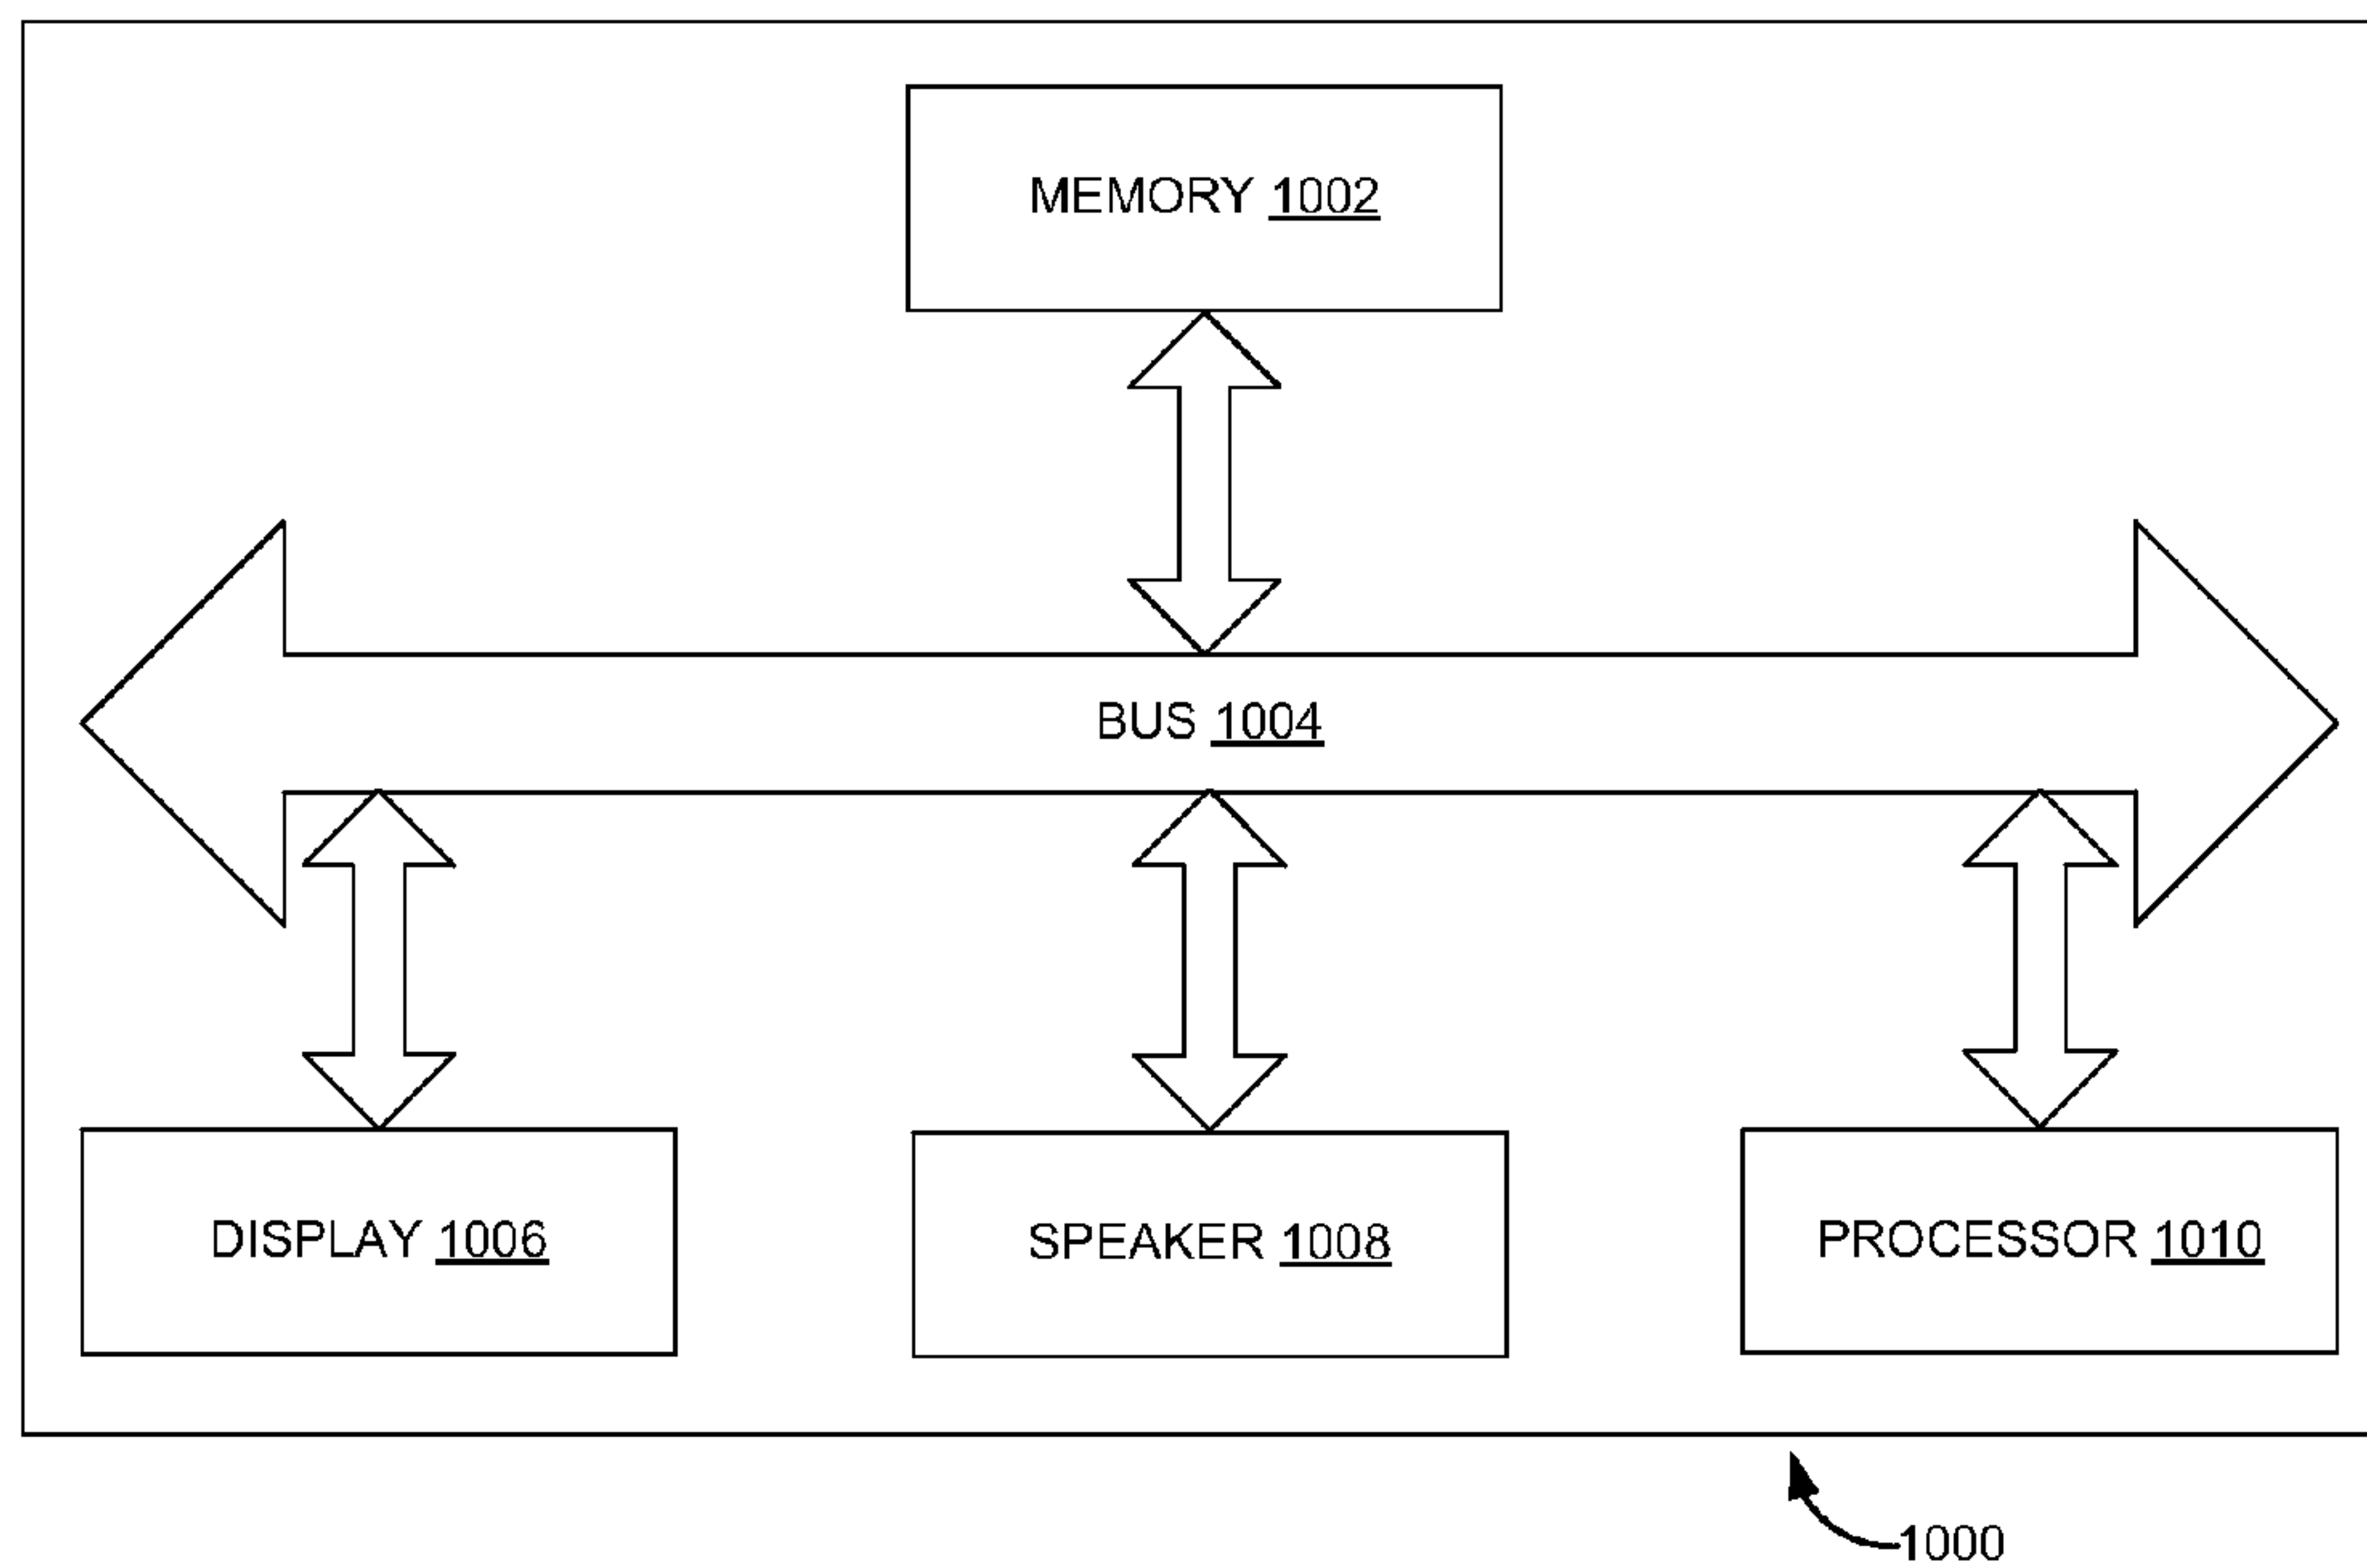 MEMORY 1002
BUS 1004
DISPLAY 1006
SPEAKER 1008
PROCESSOR 1010
1000